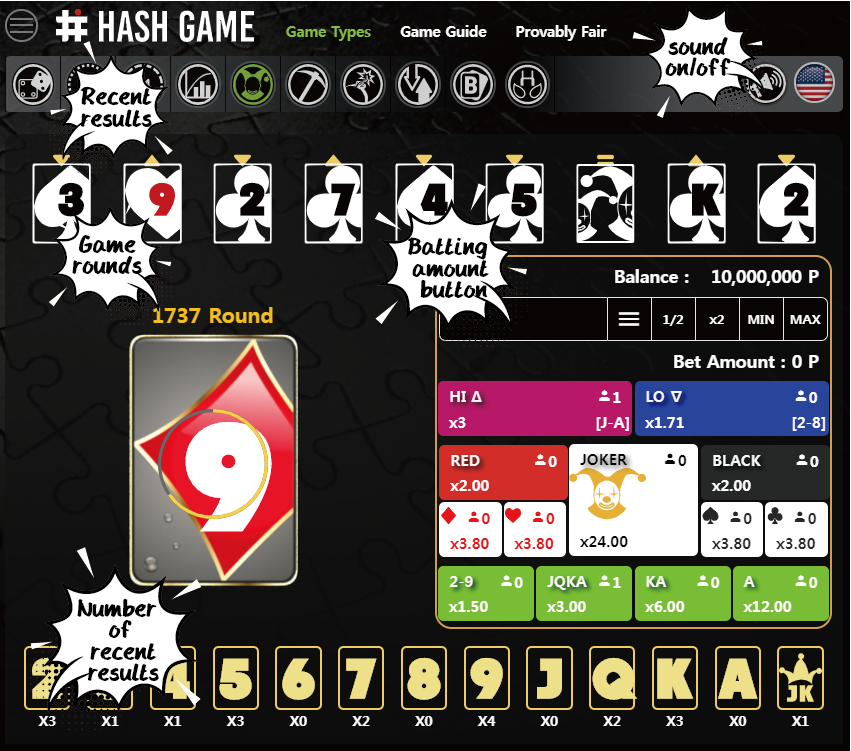 HASH GAME
Game Types
Game Guide
Provably Fair
sound
on/off
Recent
results
B
3
9
2
7
4
5
K
2
Game
rounds
Batting
amount
button
1737 Round
9
Balance : 10,000,000 P
1/2
x2
MIN
MAX
Bet Amount : 0 P
HI Δ 1
x3 [J-A]
LO ∇ 0
x1.71 [2-8]
RED 0
x2.00
JOKER 0
x24.00
BLACK 0
x2.00
♦ 0
x3.80
♥ 0
x3.80
♠ 0
x3.80
♣ 0
x3.80
2-9 0
x1.50
JQKA 1
x3.00
KA 0
x6.00
A 0
x12.00
Number
of
recent
results
2 4 5 6 7 8 9 J Q K A JK
X3 X1 X1 X3 X0 X2 X0 X4 X0 X2 X3 X0 X1